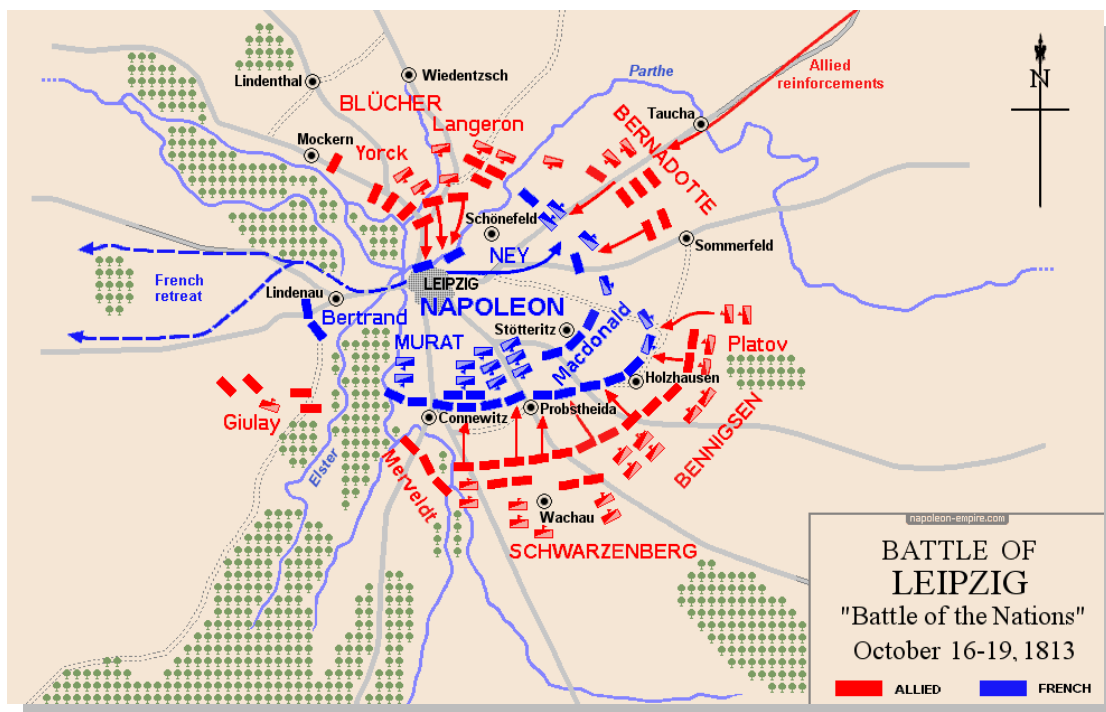 Lindenthal
Wiedentzsch
Parthe
Allied
reinforcements
N
BLÜCHER
Langeron
Taucha
BERNADOTTE
Mockern
Yorck
Schönefeld
Sommerfeld
NEY
French
retreat
LEIPZIG
NAPOLEON
Lindenau
Bertrand
MURAT
Stötteritz
Macdonald
Platov
Holzhausen
Giulay
Connewitz
Probstheida
BENNIGSEN
Elster
Merveldt
Wachau
SCHWARZENBERG
napoleon-empire.com
BATTLE OF
LEIPZIG
"Battle of the Nations"
October 16-19, 1813
ALLIED
FRENCH